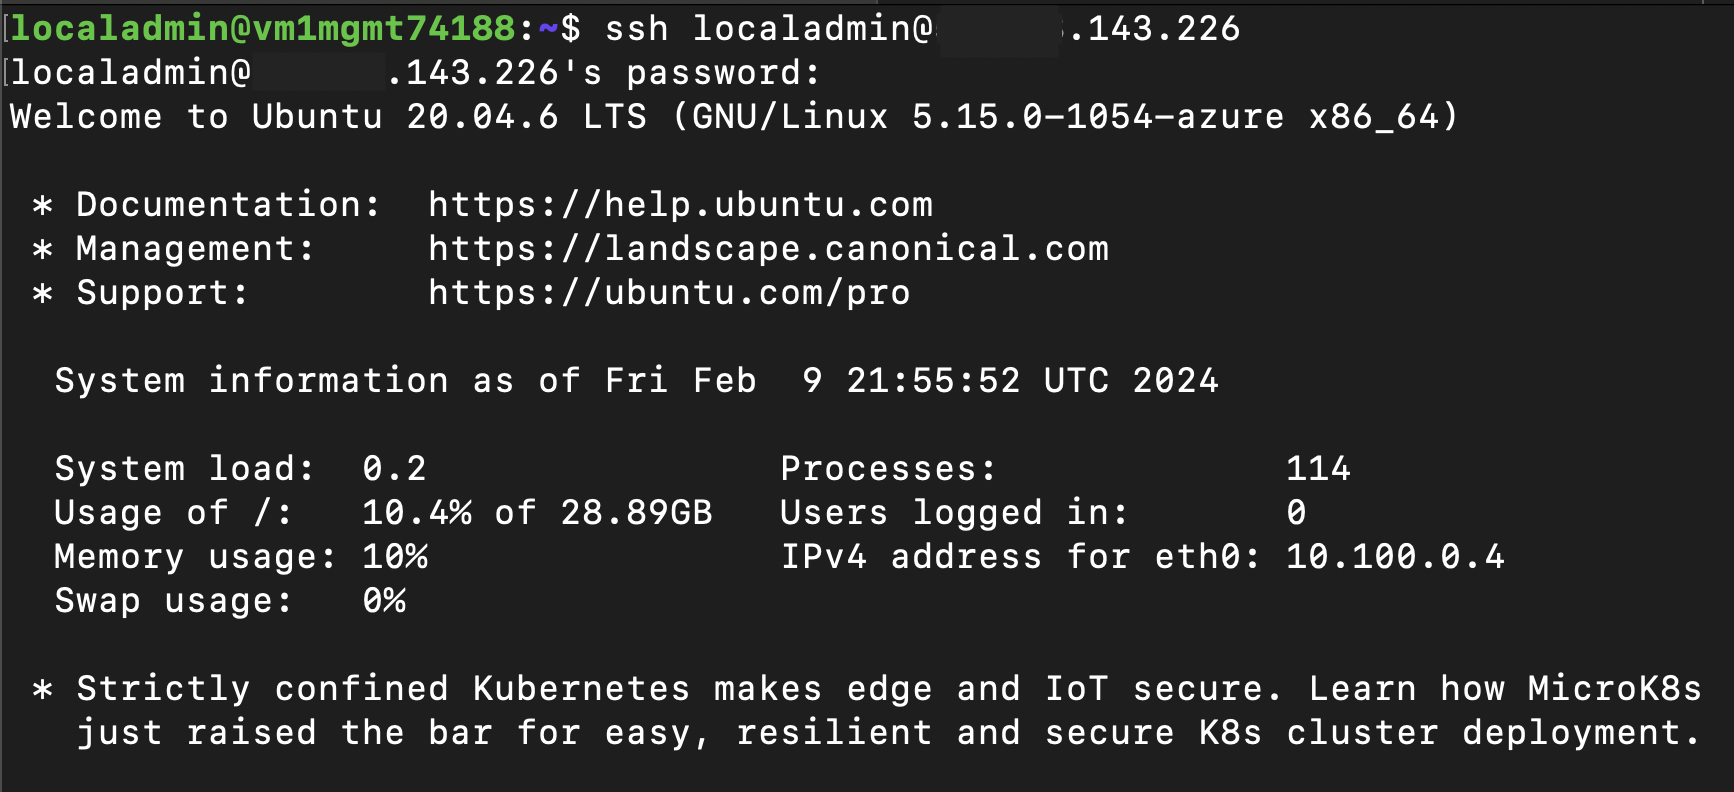 [localadmin@vm1mgmt74188:~$ ssh localadmin@ .143.226
[localadmin@ .143.226's password:
Welcome to Ubuntu 20.04.6 LTS (GNU/Linux 5.15.0-1054-azure x86_64)
* Documentation: https://help.ubuntu.com
* Management: https://landscape.canonical.com
* Support: https://ubuntu.com/pro
System information as of Fri Feb 9 21:55:52 UTC 2024
System load: 0.2 Processes: 114
Usage of /: 10.4% of 28.89GB Users logged in: 0
Memory usage: 10% IPv4 address for eth0: 10.100.0.4
Swap usage: 0%
* Strictly confined Kubernetes makes edge and IoT secure. Learn how MicroK8s
just raised the bar for easy, resilient and secure K8s cluster deployment.